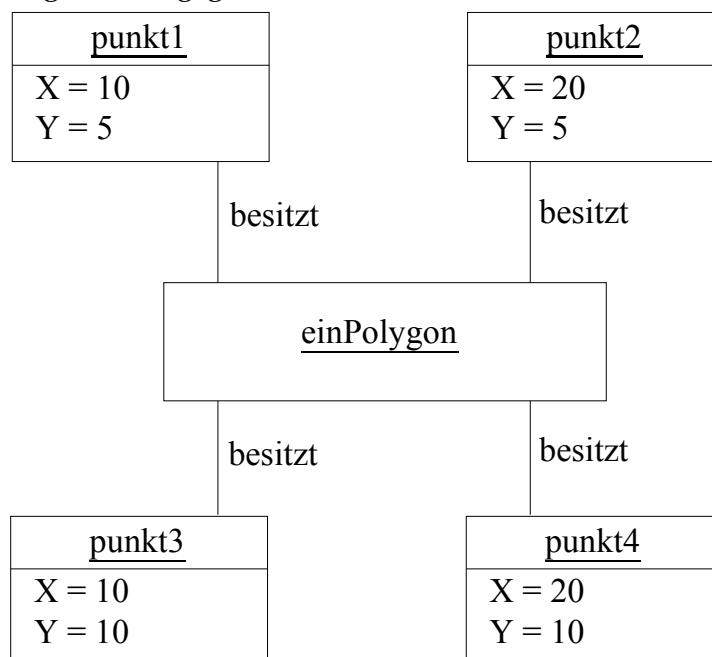 punkt1
X = 10
Y = 5
punkt2
X = 20
Y = 5
besitzt
besitzt
einPolygon
besitzt
besitzt
punkt3
X = 10
Y = 10
punkt4
X = 20
Y = 10